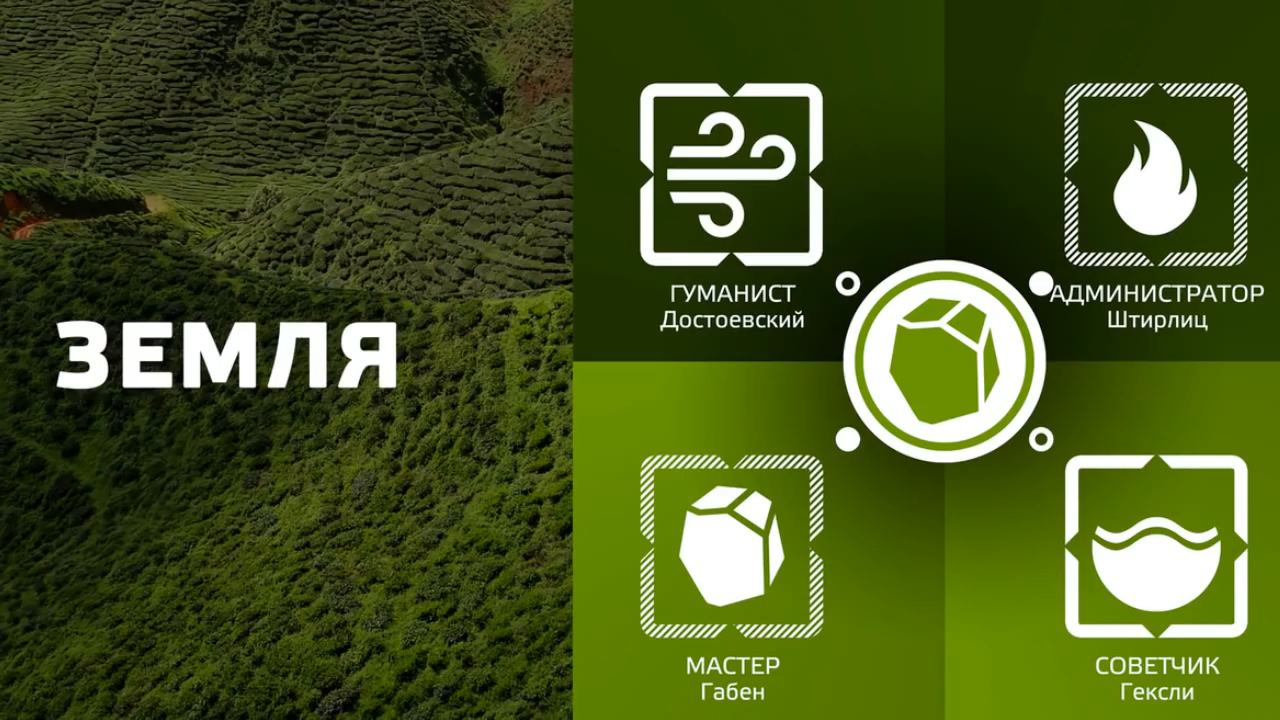 ЗЕМЛЯ
ГУМАНИСТ
Достоевский
АДМИНИСТРАТОР
Штирлиц
МАСТЕР
Габен
СОВЕТЧИК
Гексли